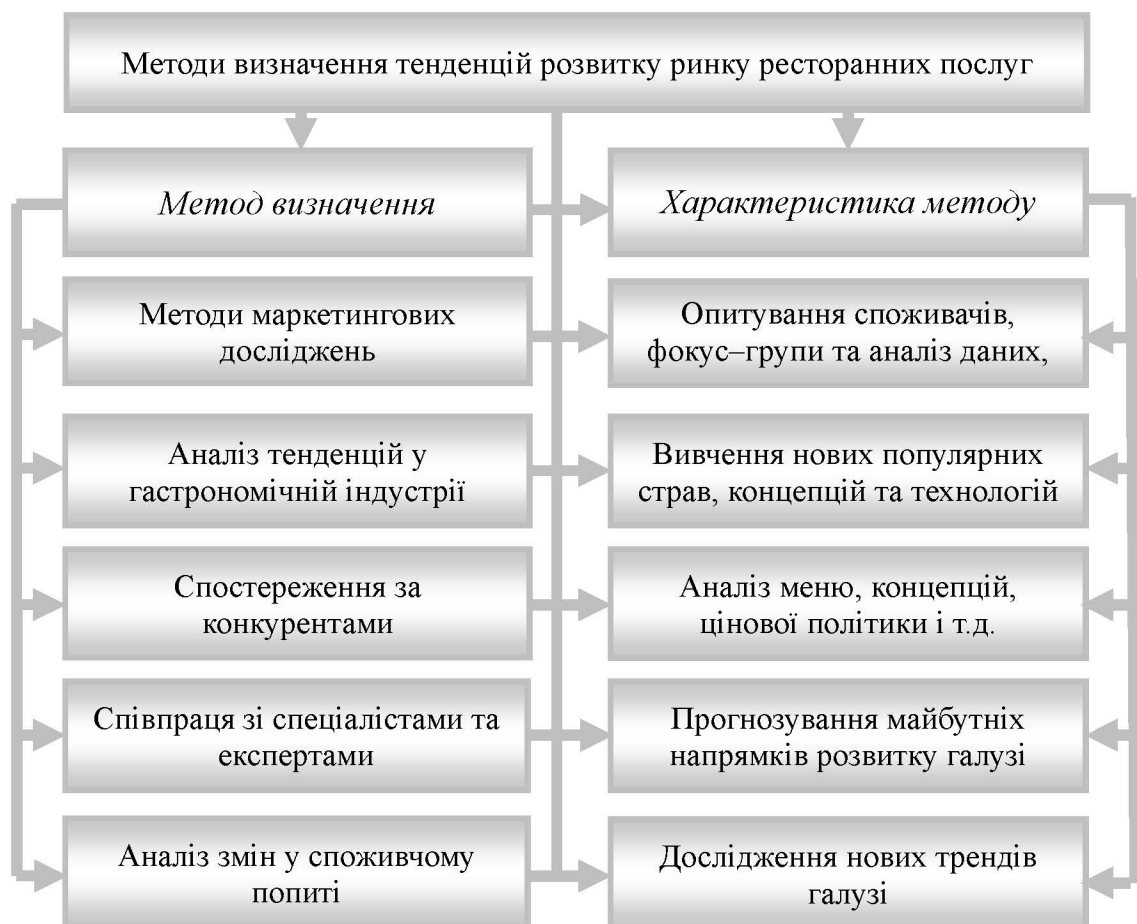 Методи визначення тенденцій розвитку ринку ресторанних послуг
Метод визначення
Характеристика методу
Методи маркетингових
досліджень
Опитування споживачів,
фокус–групи та аналіз даних,
Аналіз тенденцій у
гастрономічній індустрії
Вивчення нових популярних
страв, концепцій та технологій
Спостереження за
конкурентами
Аналіз меню, концепцій,
цінової політики і т.д.
Співпраця зі спеціалістами та
експертами
Прогнозування майбутніх
напрямків розвитку галузі
Аналіз змін у споживчому
попиті
Дослідження нових трендів
галузі